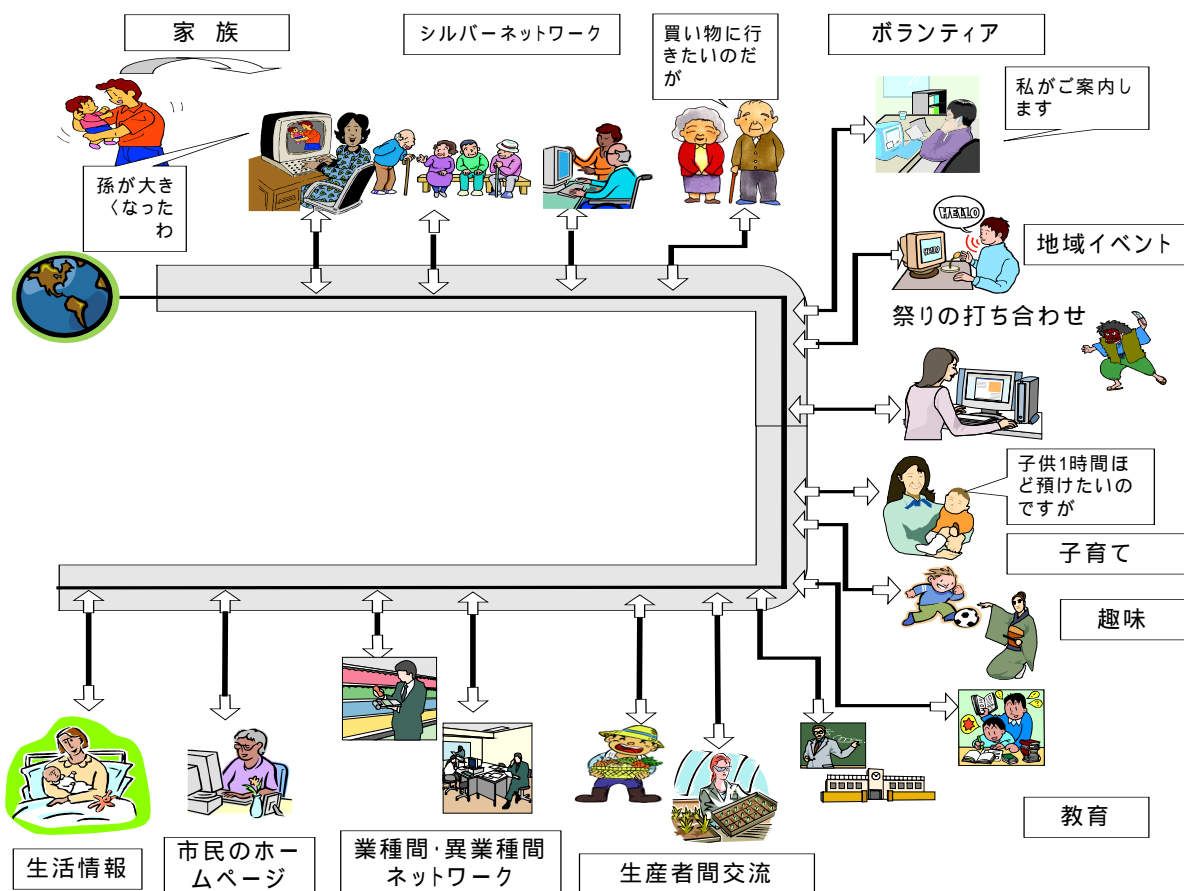 家 族
シルバーネットワーク
買い物に行
きたいのだ
が
ボランティア
私がご案内し
ます
孫が大き
くなった
わ
HELLO
HELLO
地域イベント
祭りの打ち合わせ
子供1時間ほ
ど預けたいの
ですが
子育て
趣味
教育
生活情報
市民のホー
ムページ
業種間・異業種間
ネットワーク
生産者間交流